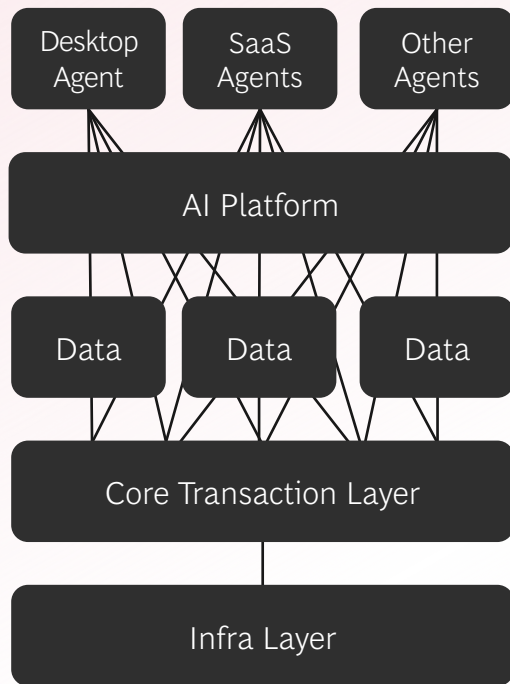 Desktop
Agent
SaaS
Agents
Other
Agents
AI Platform
Data
Data
Data
Core Transaction Layer
Infra Layer